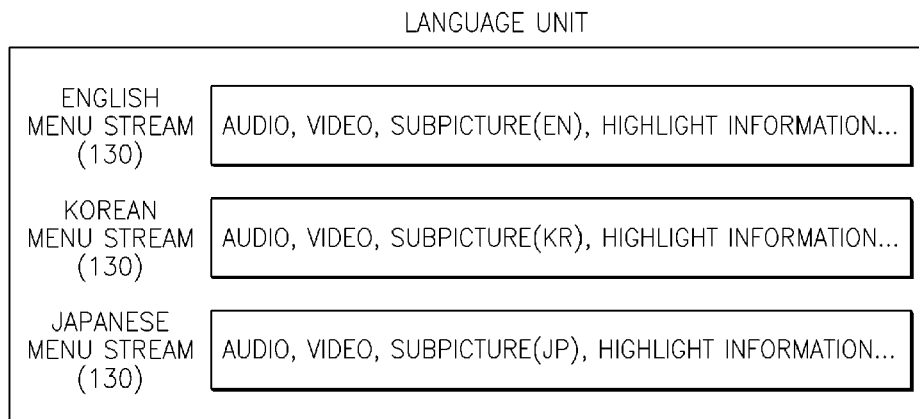 LANGUAGE UNIT
ENGLISH
MENU STREAM
(130)
AUDIO, VIDEO, SUBPICTURE(EN), HIGHLIGHT INFORMATION...
KOREAN
MENU STREAM
(130)
AUDIO, VIDEO, SUBPICTURE(KR), HIGHLIGHT INFORMATION...
JAPANESE
MENU STREAM
(130)
AUDIO, VIDEO, SUBPICTURE(JP), HIGHLIGHT INFORMATION...